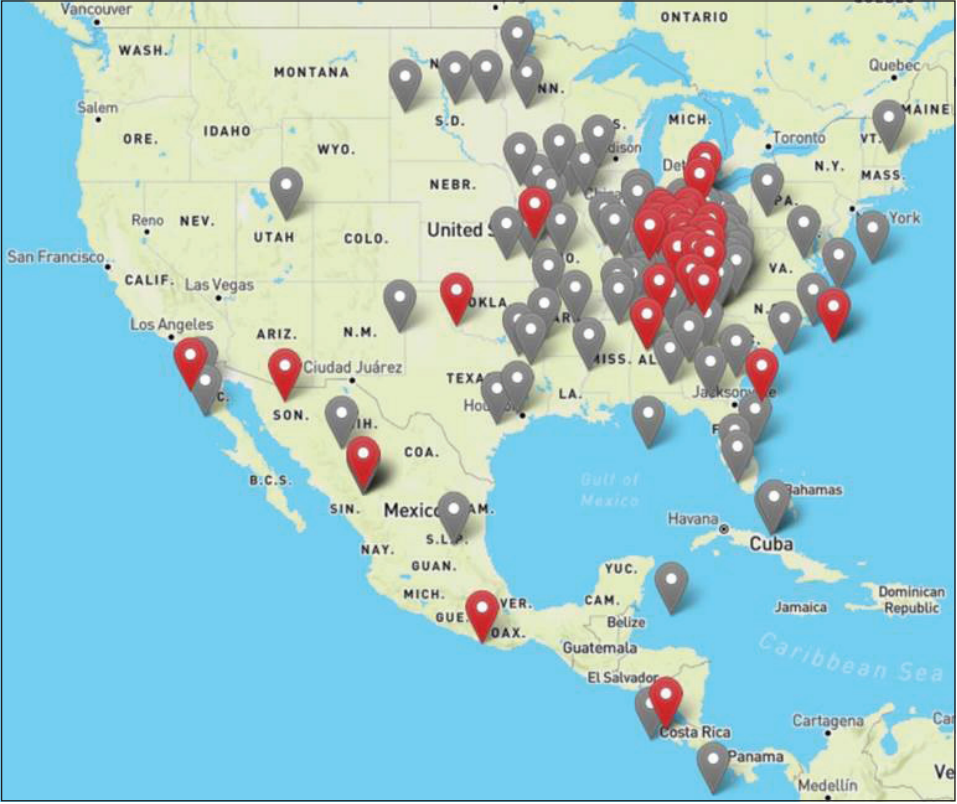 Vancouver
ONTARIO
WASH.
MONTANA
Quebec
NN.
MAINE
Salem
S.D.
MICH.
Toronto
VT.
ORE.
IDAHO
WYO.
N.Y.
MASS.
NEBR.
PA.
Reno
NEV.
United S
York
UTAH
COLO.
San Francisco
VA.
CALIF.
Las Vegas
OKLA.
Los Angeles
ARIZ.
N.M.
MISS.
AL
Ciudad Juárez
TEXA
LA.
SON.
COA.
B.C.S.
Gulf of
Mexico
Bahamas
SIN.
Mexico
AM.
Havana
Cuba
NAY.
S.L.P.
GUAN.
YUC.
MICH.
VER.
CAM.
Dominican
Republic
GUE.
OAX.
Belize
Jamaica
Guatemala
Caribbean Sea
El Salvador
Costa Rica
Cartagena
Panama
Ve
Medellín